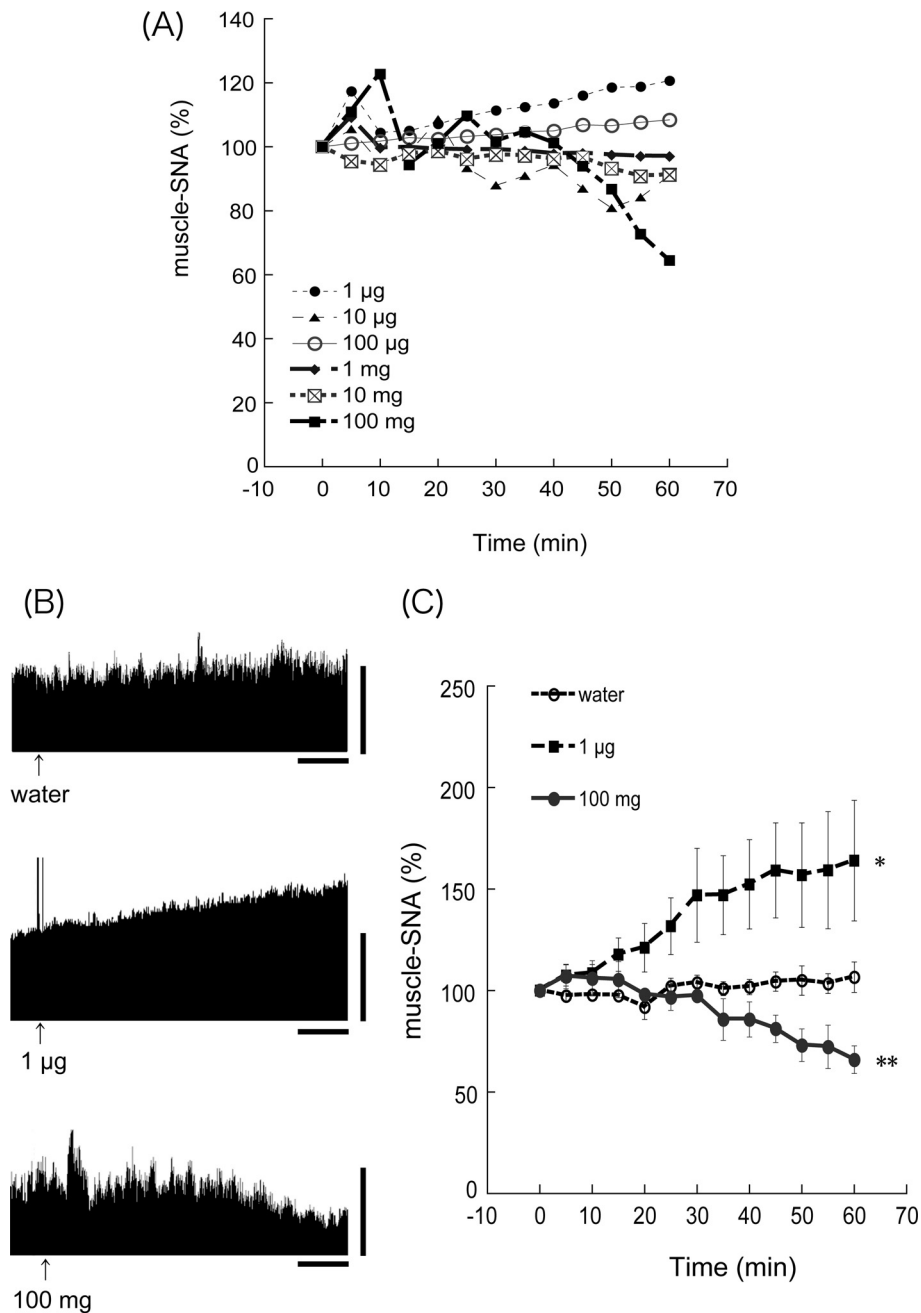 (A)
140
120
100
80
60
40
20
0
muscle-SNA (%)
1 µg
10 µg
100 µg
1 mg
10 mg
100 mg
-10 0 10 20 30 40 50 60 70
Time (min)
(B)
water
1 µg
100 mg
(C)
250
200
150
100
50
0
muscle-SNA (%)
water
1 µg
100 mg
*
**
-10 0 10 20 30 40 50 60 70
Time (min)